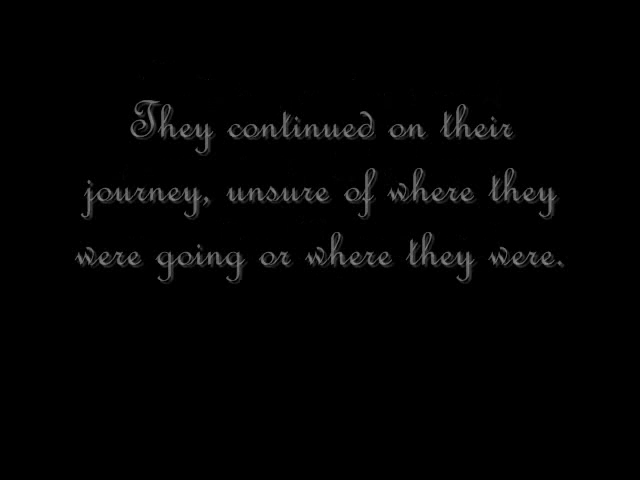 They continued on their
journey, unsure of where they
were going or where they were.